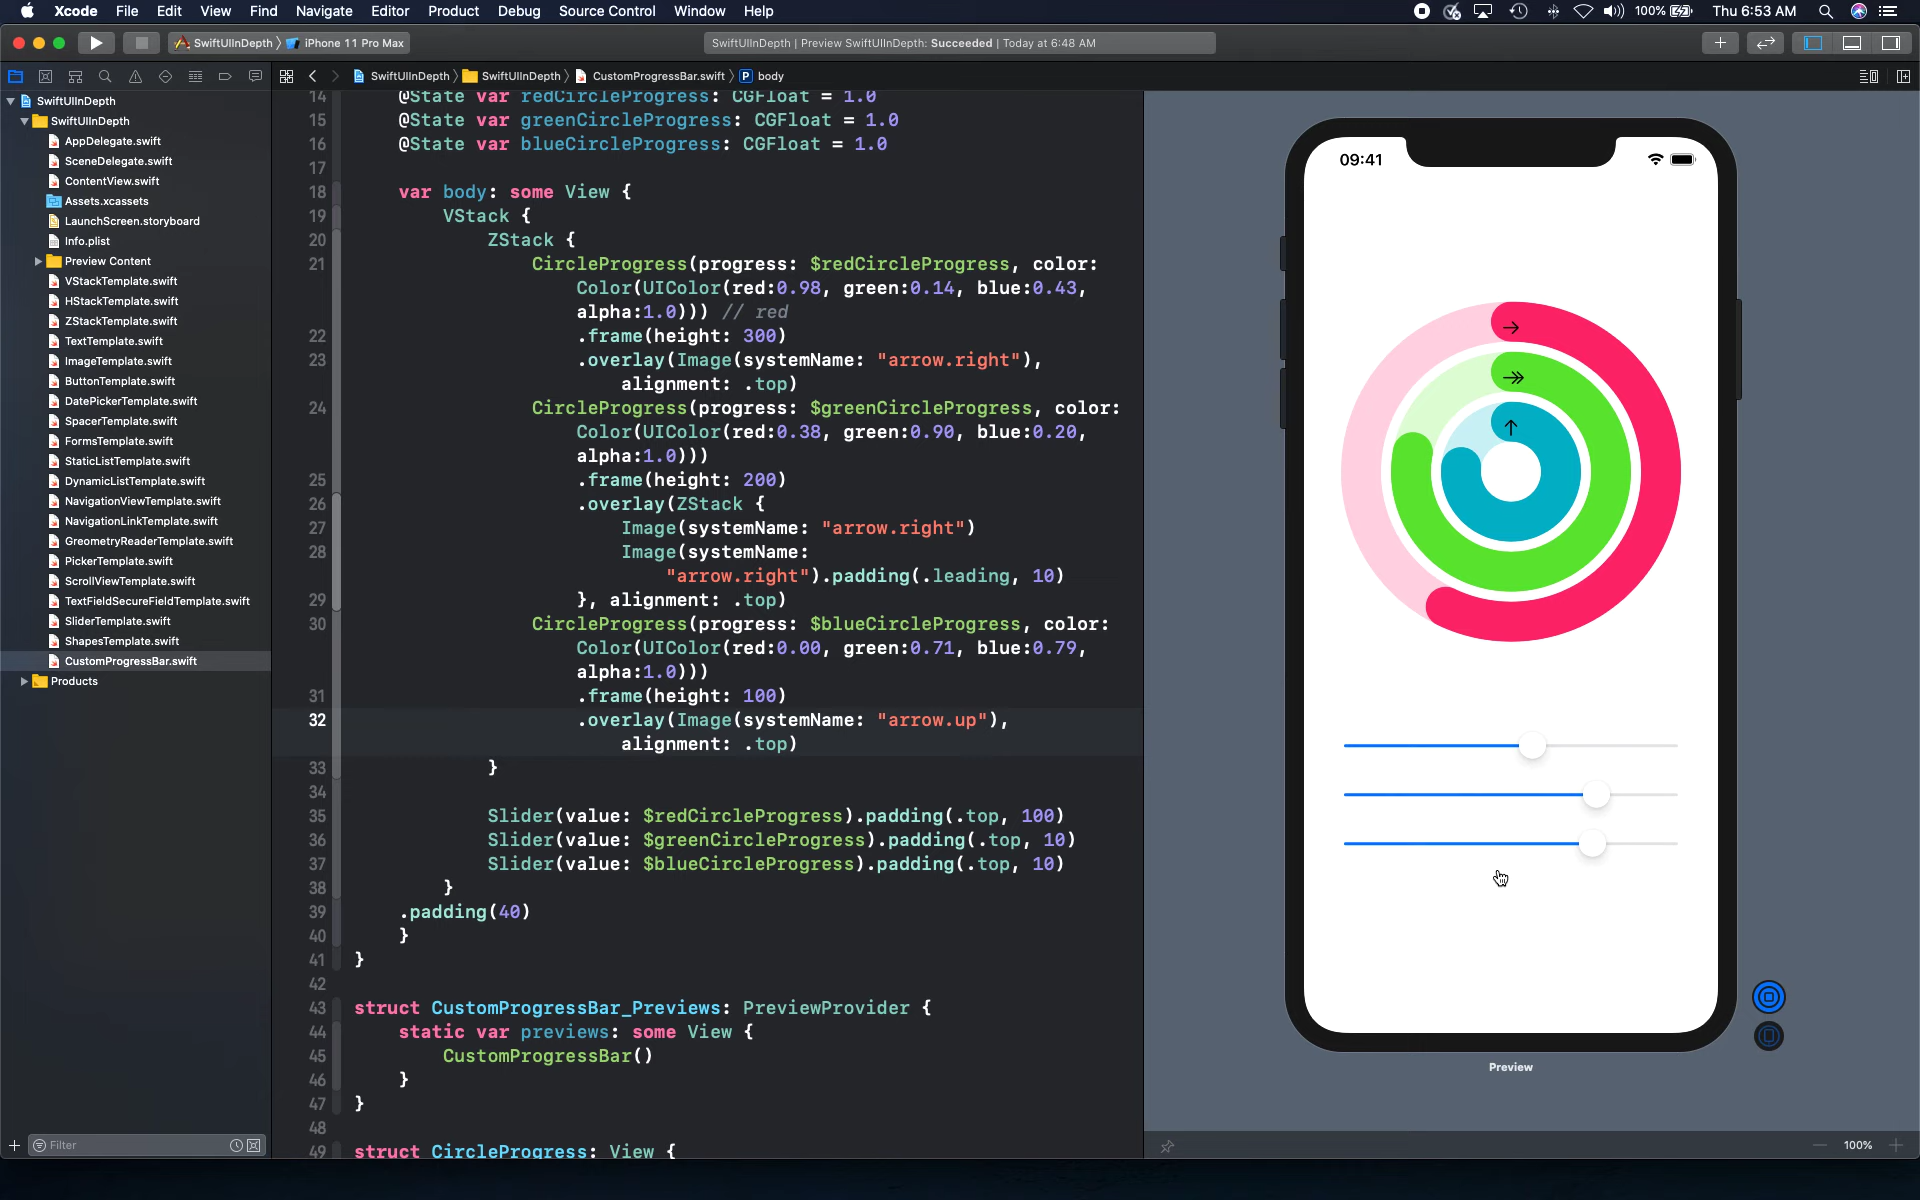 Xcode File Edit View Find Navigate Editor Product Debug Source Control Window Help 100% Thu 6:53 AM
SwiftUIInDepth iPhone 11 Pro Max SwiftUIInDepth | Preview SwiftUIInDepth: Succeeded | Today at 6:48 AM
SwiftUIInDepth SwiftUIInDepth CustomProgressBar.swift P body
SwiftUIInDepth
SwiftUIInDepth
AppDelegate.swift
SceneDelegate.swift
ContentView.swift
Assets.xcassets
LaunchScreen.storyboard
Info.plist
Preview Content
VStackTemplate.swift
HStackTemplate.swift
ZStackTemplate.swift
TextTemplate.swift
ImageTemplate.swift
ButtonTemplate.swift
DatePickerTemplate.swift
SpacerTemplate.swift
FormsTemplate.swift
StaticListTemplate.swift
DynamicListTemplate.swift
NavigationViewTemplate.swift
NavigationLinkTemplate.swift
GreometryReaderTemplate.swift
PickerTemplate.swift
ScrollViewTemplate.swift
TextFieldSecureFieldTemplate.swift
SliderTemplate.swift
ShapesTemplate.swift
CustomProgressBar.swift
Products
Filter
14 @State var redCircleProgress: CGFloat = 1.0
15 @State var greenCircleProgress: CGFloat = 1.0
16 @State var blueCircleProgress: CGFloat = 1.0
17
18 var body: some View {
19 VStack {
20 ZStack {
21 CircleProgress(progress: $redCircleProgress, color:
Color(UIColor(red:0.98, green:0.14, blue:0.43,
alpha:1.0))) // red
22 .frame(height: 300)
23 .overlay(Image(systemName: "arrow.right"),
alignment: .top)
24 CircleProgress(progress: $greenCircleProgress, color:
Color(UIColor(red:0.38, green:0.90, blue:0.20,
alpha:1.0)))
25 .frame(height: 200)
26 .overlay(ZStack {
27 Image(systemName: "arrow.right")
28 Image(systemName:
"arrow.right").padding(.leading, 10)
29 }, alignment: .top)
30 CircleProgress(progress: $blueCircleProgress, color:
Color(UIColor(red:0.00, green:0.71, blue:0.79,
alpha:1.0)))
31 .frame(height: 100)
32 .overlay(Image(systemName: "arrow.up"),
alignment: .top)
33 }
34
35 Slider(value: $redCircleProgress).padding(.top, 100)
36 Slider(value: $greenCircleProgress).padding(.top, 10)
37 Slider(value: $blueCircleProgress).padding(.top, 10)
38 }
39 .padding(40)
40 }
41 }
42
43 struct CustomProgressBar_Previews: PreviewProvider {
44 static var previews: some View {
45 CustomProgressBar()
46 }
47 }
48
49 struct CircleProgress: View {
09:41
Preview
100%